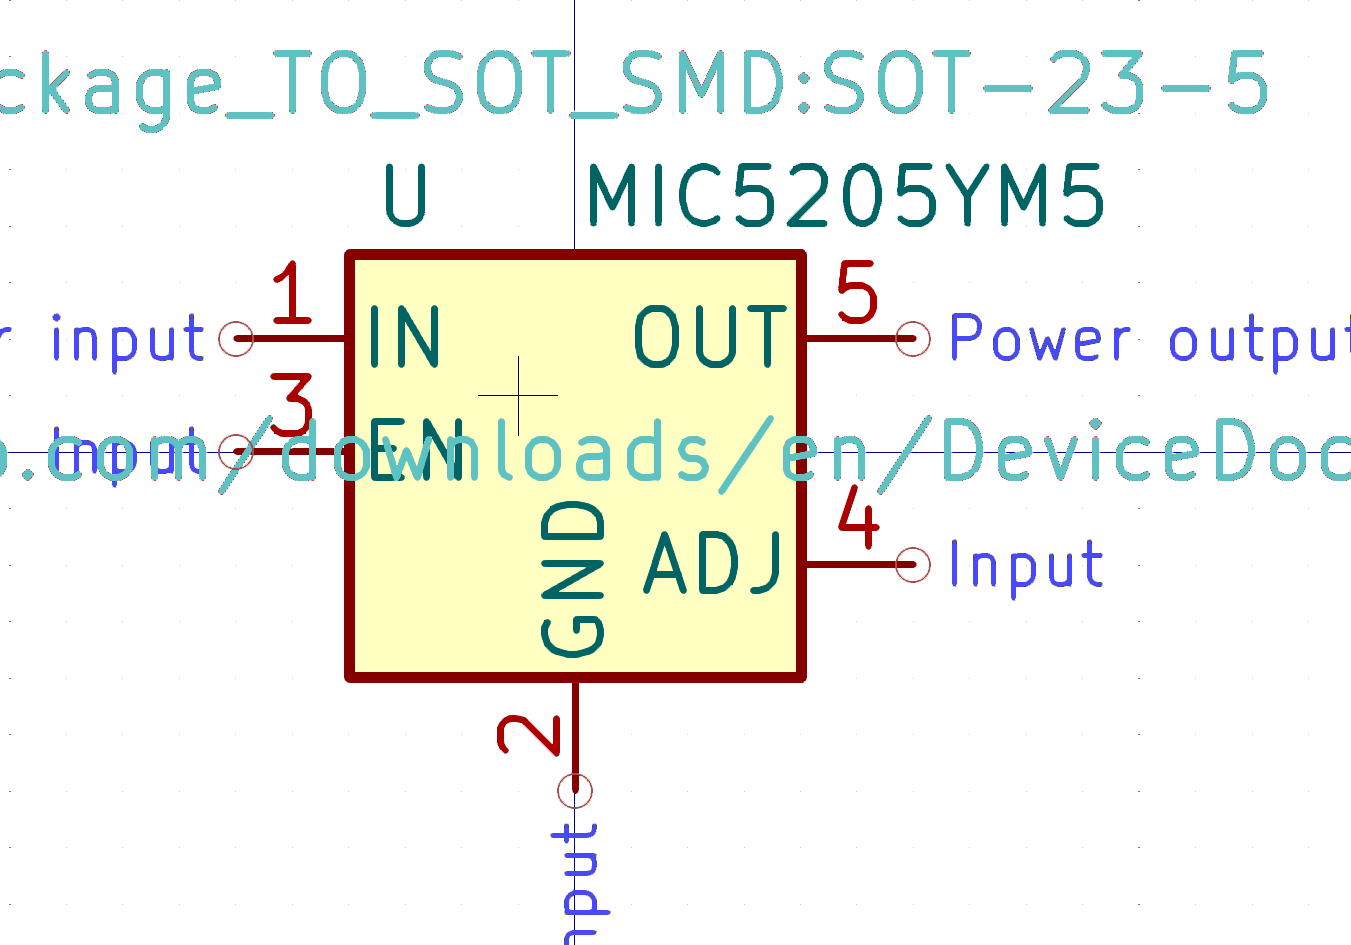 ckage_TO_SOT_SMD:SOT-23-5
U MIC5205YM5
1 5
r input IN OUT Power output
3
Input EN
o.com/downloads/en/DeviceDoc
4
GND ADJ Input
2
nput